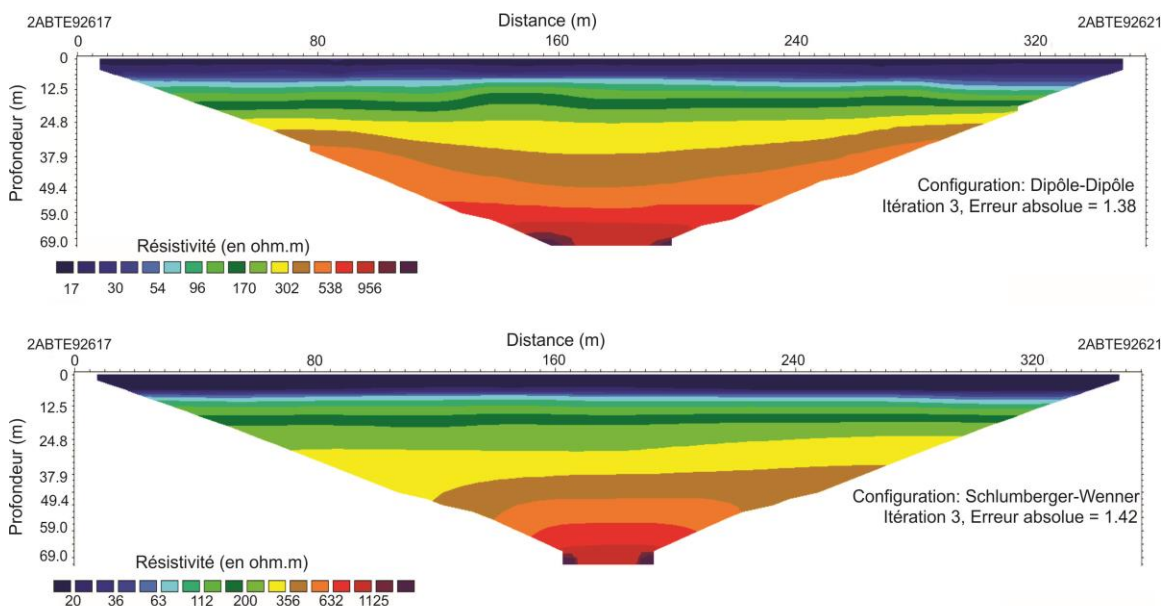 2ABTE92617 Distance (m) 2ABTE92621
0 80 160 240 320
Profondeur (m)
0
12.5
24.8
37.9
49.4
59.0
69.0
Configuration: Dipôle-Dipôle
Itération 3, Erreur absolue = 1.38
Résistivité (en ohm.m)
17 30 54 96 170 302 538 956
2ABTE92617 Distance (m) 2ABTE92621
0 80 160 240 320
Profondeur (m)
0
12.5
24.8
37.9
49.4
59.0
69.0
Configuration: Schlumberger-Wenner
Itération 3, Erreur absolue = 1.42
Résistivité (en ohm.m)
20 36 63 112 200 356 632 1125